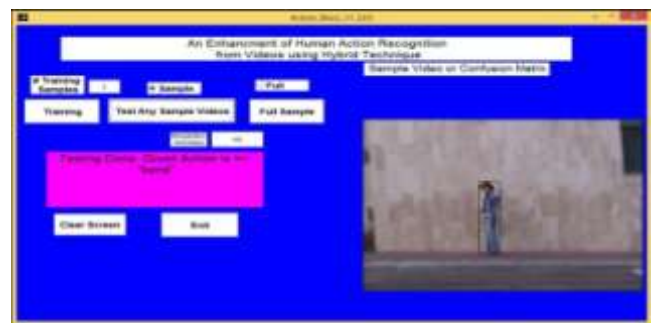 An Enhancment of Human Action Recognition
from Videos using Hybrid Technique
Sample Video or Confusion Matrix
# Training
Samples
# Sample
Full
Training
Test Any Sample Videos
Full Sample
Testing Done. Given Action is =>
"bend"
Clear Screen
Exit